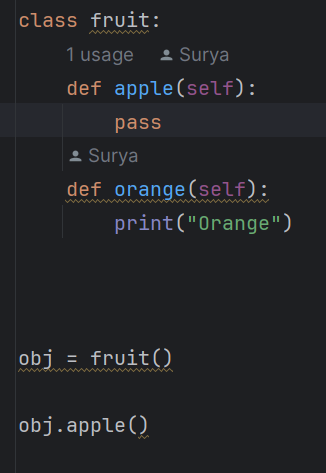 class fruit:
1 usage Surya
def apple(self):
pass
Surya
def orange(self):
print("Orange")
obj = fruit()
obj.apple()